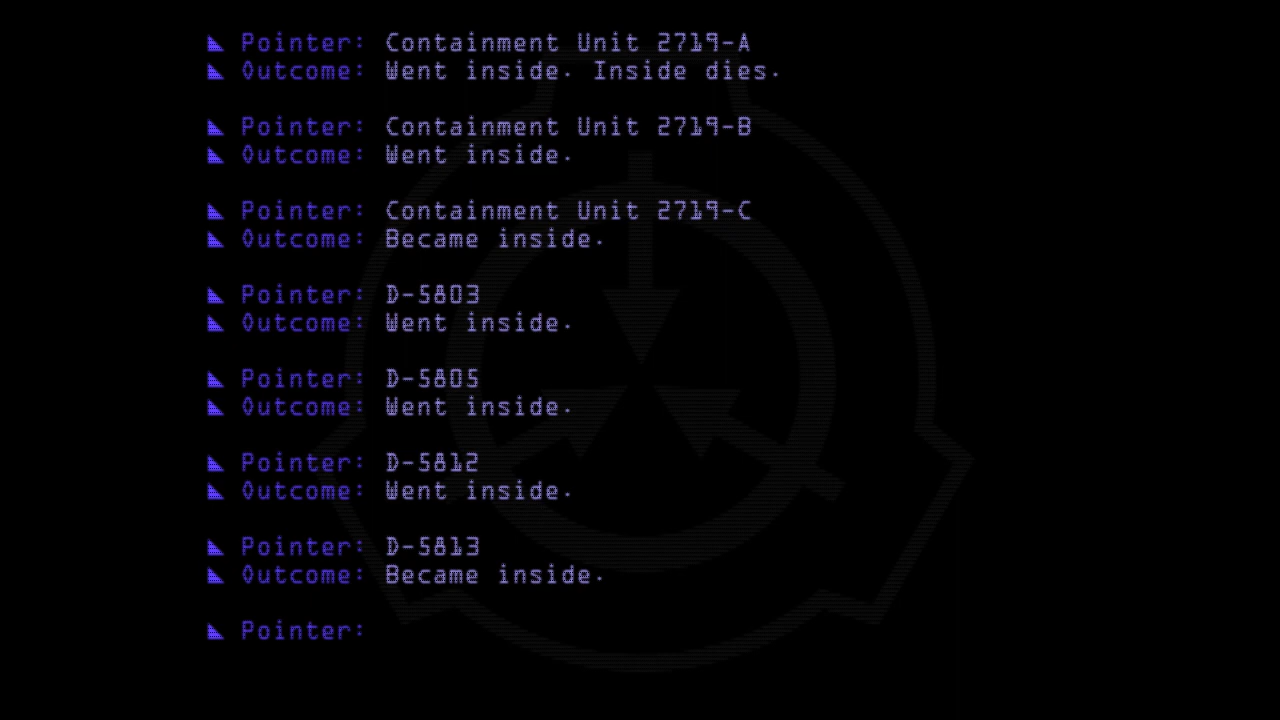 Pointer: Containment Unit 2719-A
Outcome: Went inside. Inside dies.
Pointer: Containment Unit 2719-B
Outcome: Went inside.
Pointer: Containment Unit 2719-C
Outcome: Became inside.
Pointer: D-5803
Outcome: Went inside.
Pointer: D-5805
Outcome: Went inside.
Pointer: D-5812
Outcome: Went inside.
Pointer: D-5813
Outcome: Became inside.
Pointer: